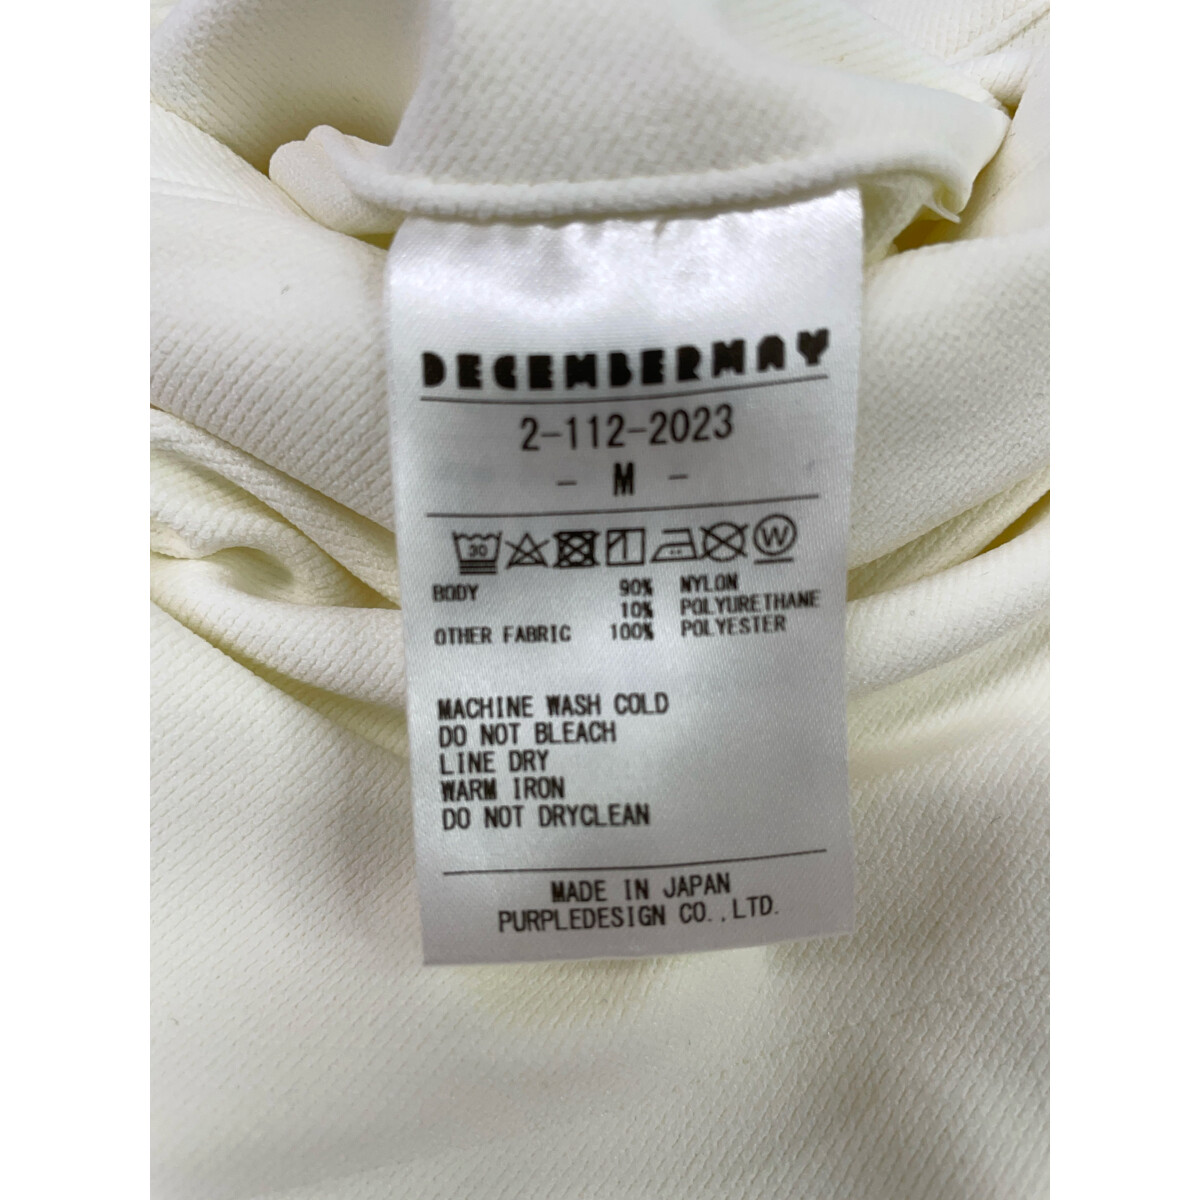 DECEMBERMAY
2-112-2023
- M -
30 W
BODY 90% NYLON
10% POLYURETHANE
OTHER FABRIC 100% POLYESTER
MACHINE WASH COLD
DO NOT BLEACH
LINE DRY
WARM IRON
DO NOT DRYCLEAN
MADE IN JAPAN
PURPLEDESIGN CO.,LTD.